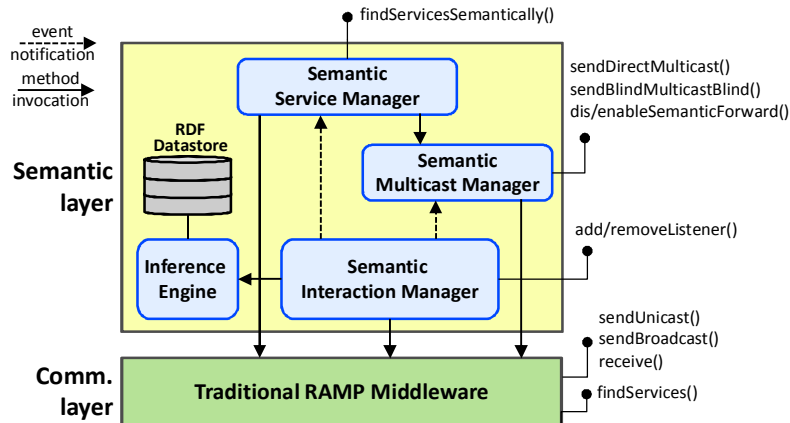 findServicesSemantically()
event
notification
method
invocation
Semantic
Service Manager
sendDirectMulticast()
sendBlindMulticastBlind()
dis/enableSemanticForward()
RDF
Datastore
Semantic
layer
Semantic
Multicast Manager
add/removeListener()
Inference
Engine
Semantic
Interaction Manager
sendUnicast()
sendBroadcast()
receive()
Comm.
layer
Traditional RAMP Middleware
findServices()